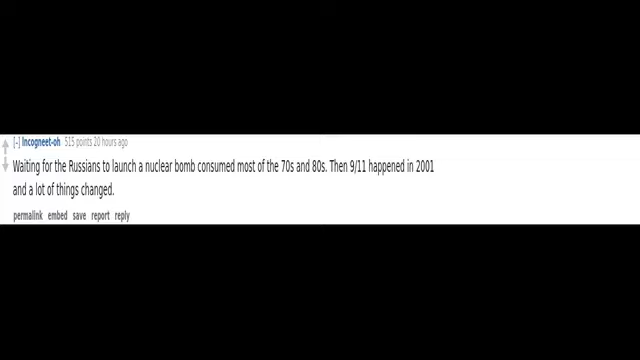 [-] Incogneet-oh 515 points 20 hours ago
Waiting for the Russians to launch a nuclear bomb consumed most of the 70s and 80s. Then 9/11 happened in 2001
and a lot of things changed.
permalink embed save report reply